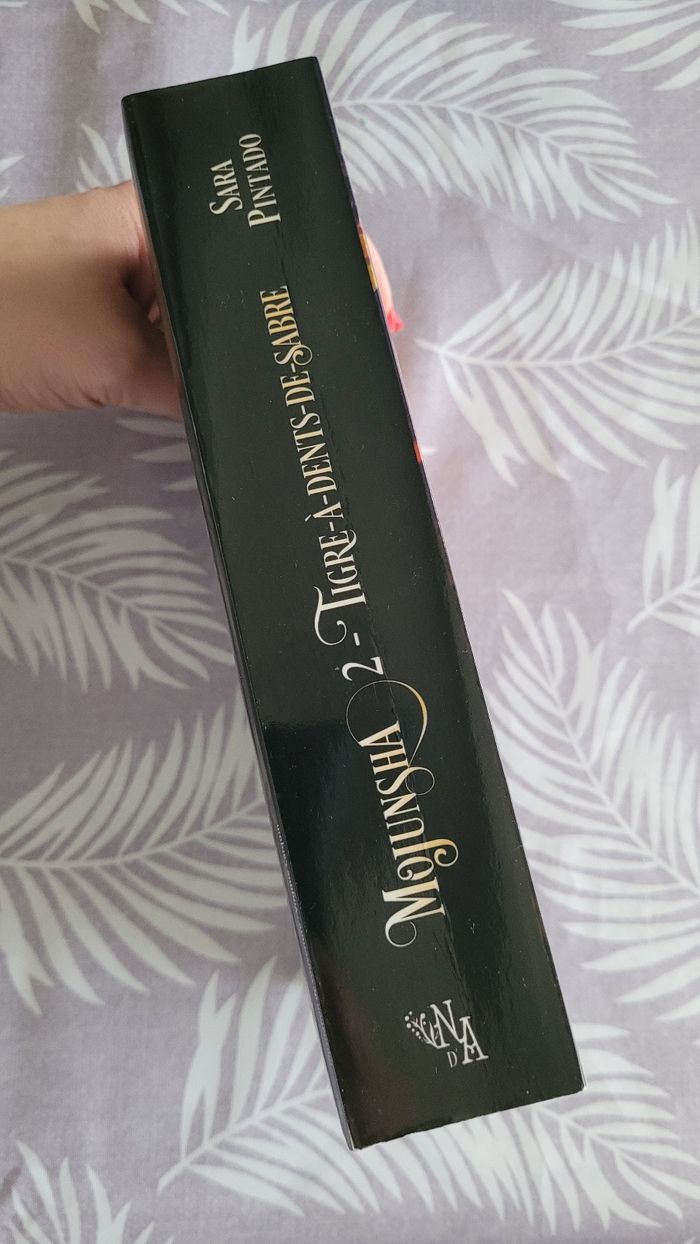 Sara
Pintado
Mojunsha 2 - Tigre-à-dents-de-Sabre
N
D'A